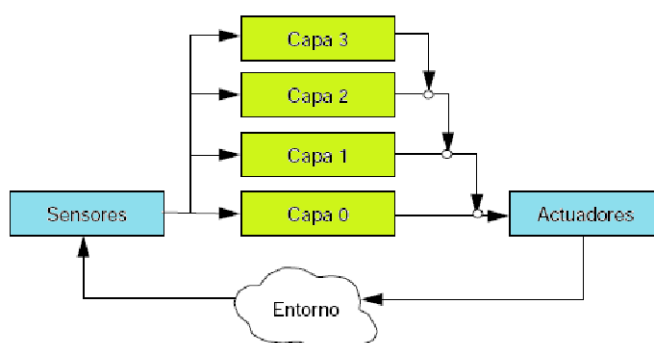 Capa 3
Capa 2
Capa 1
Sensores
Capa 0
Actuadores
Entorno